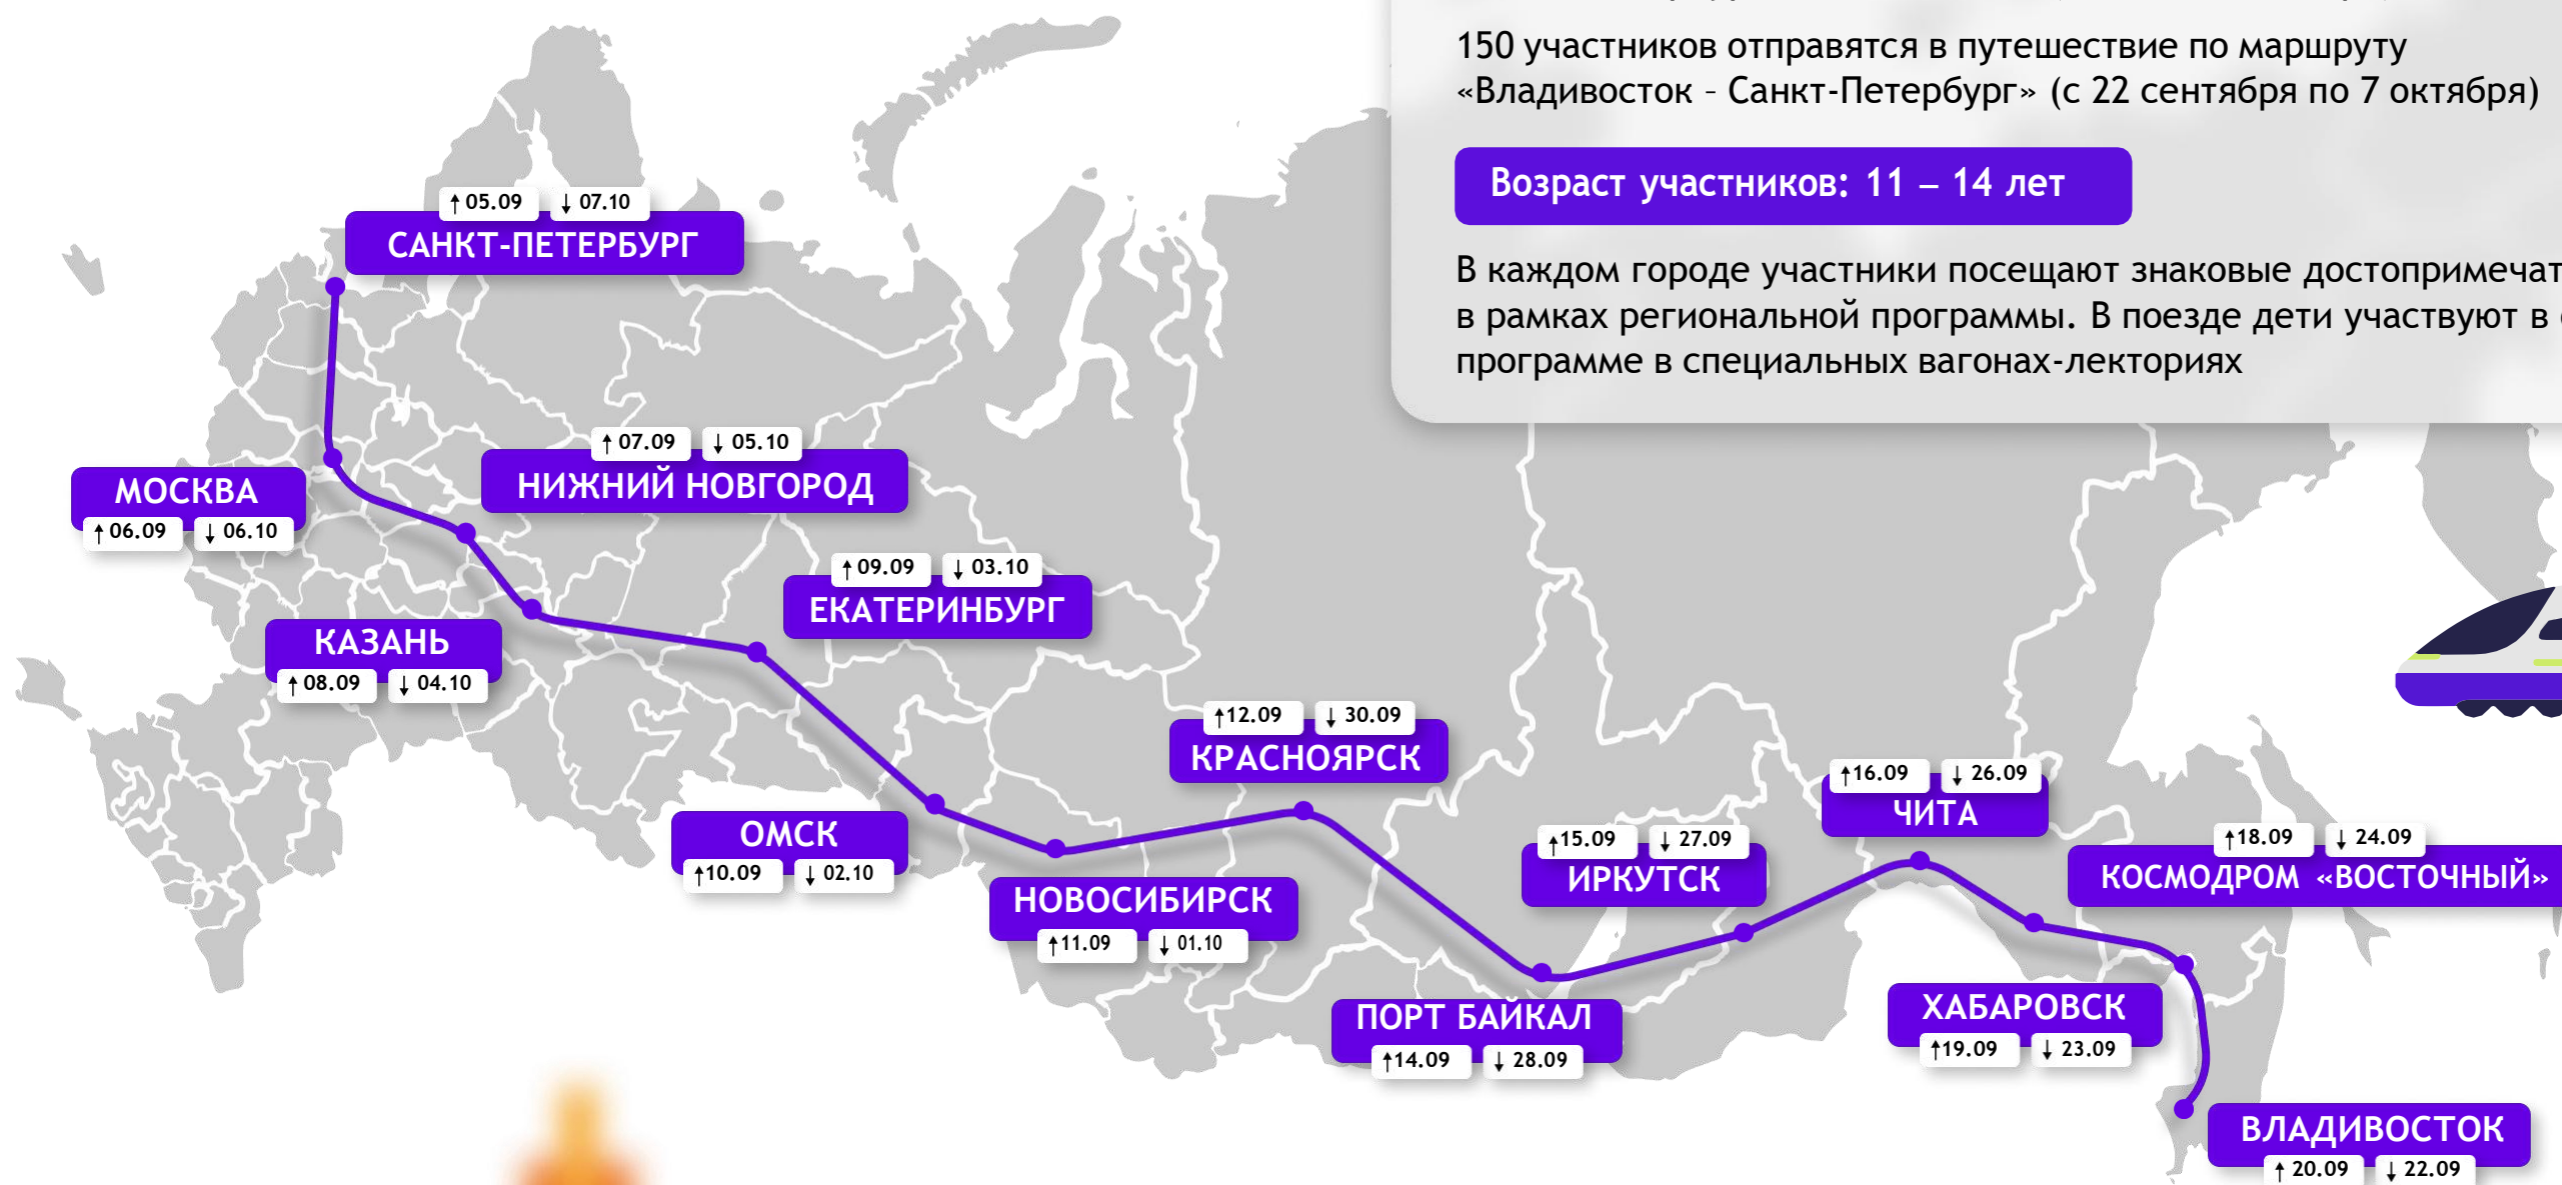 150 участников отправятся в путешествие по маршруту
«Владивосток – Санкт-Петербург» (с 22 сентября по 7 октября)
Возраст участников: 11 – 14 лет
В каждом городе участники посещают знаковые
в рамках региональной программы. В поезде дети участвуют в
программе в специальных вагонах-лекториях
↑ 05.09 ↓ 07.10
САНКТ-ПЕТЕРБУРГ
МОСКВА
↑ 06.09 ↓ 06.10
↑ 07.09 ↓ 05.10
НИЖНИЙ НОВГОРОД
КАЗАНЬ
↑ 08.09 ↓ 04.10
↑ 09.09 ↓ 03.10
ЕКАТЕРИНБУРГ
ОМСК
↑10.09 ↓ 02.10
НОВОСИБИРСК
↑11.09 ↓ 01.10
↑12.09 ↓ 30.09
КРАСНОЯРСК
ПОРТ БАЙКАЛ
↑14.09 ↓ 28.09
↑15.09 ↓ 27.09
ИРКУТСК
↑16.09 ↓ 26.09
ЧИТА
↑18.09 ↓ 24.09
КОСМОДРОМ «ВОСТОЧНЫЙ»
ХАБАРОВСК
↑19.09 ↓ 23.09
ВЛАДИВОСТОК
↑ 20.09 ↓ 22.09